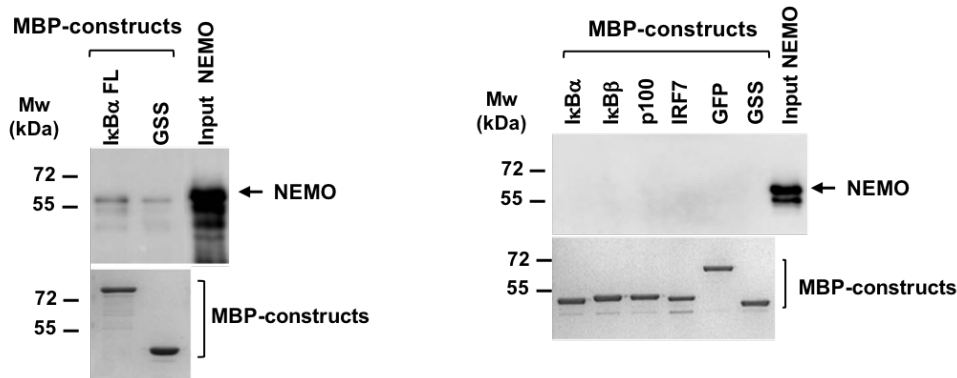 MBP-constructs
IκBα FL
GSS
Input NEMO
Mw
(kDa)
72
55
NEMO
72
55
MBP-constructs
MBP-constructs
IκBα
IκBβ
p100
IRF7
GFP
GSS
Input NEMO
Mw
(kDa)
72
55
NEMO
72
55
MBP-constructs